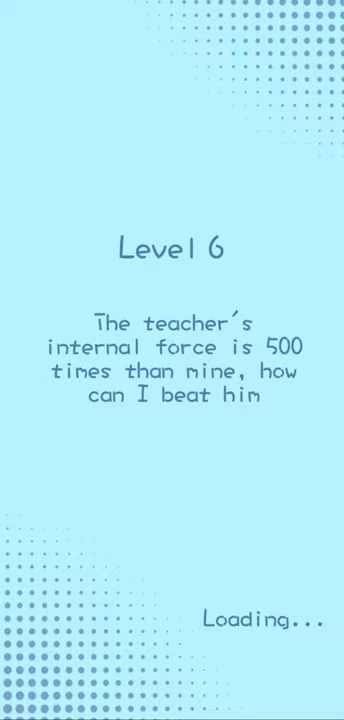 Level 6
The teacher's
internal force is 500
times than mine, how
can I beat him
Loading...